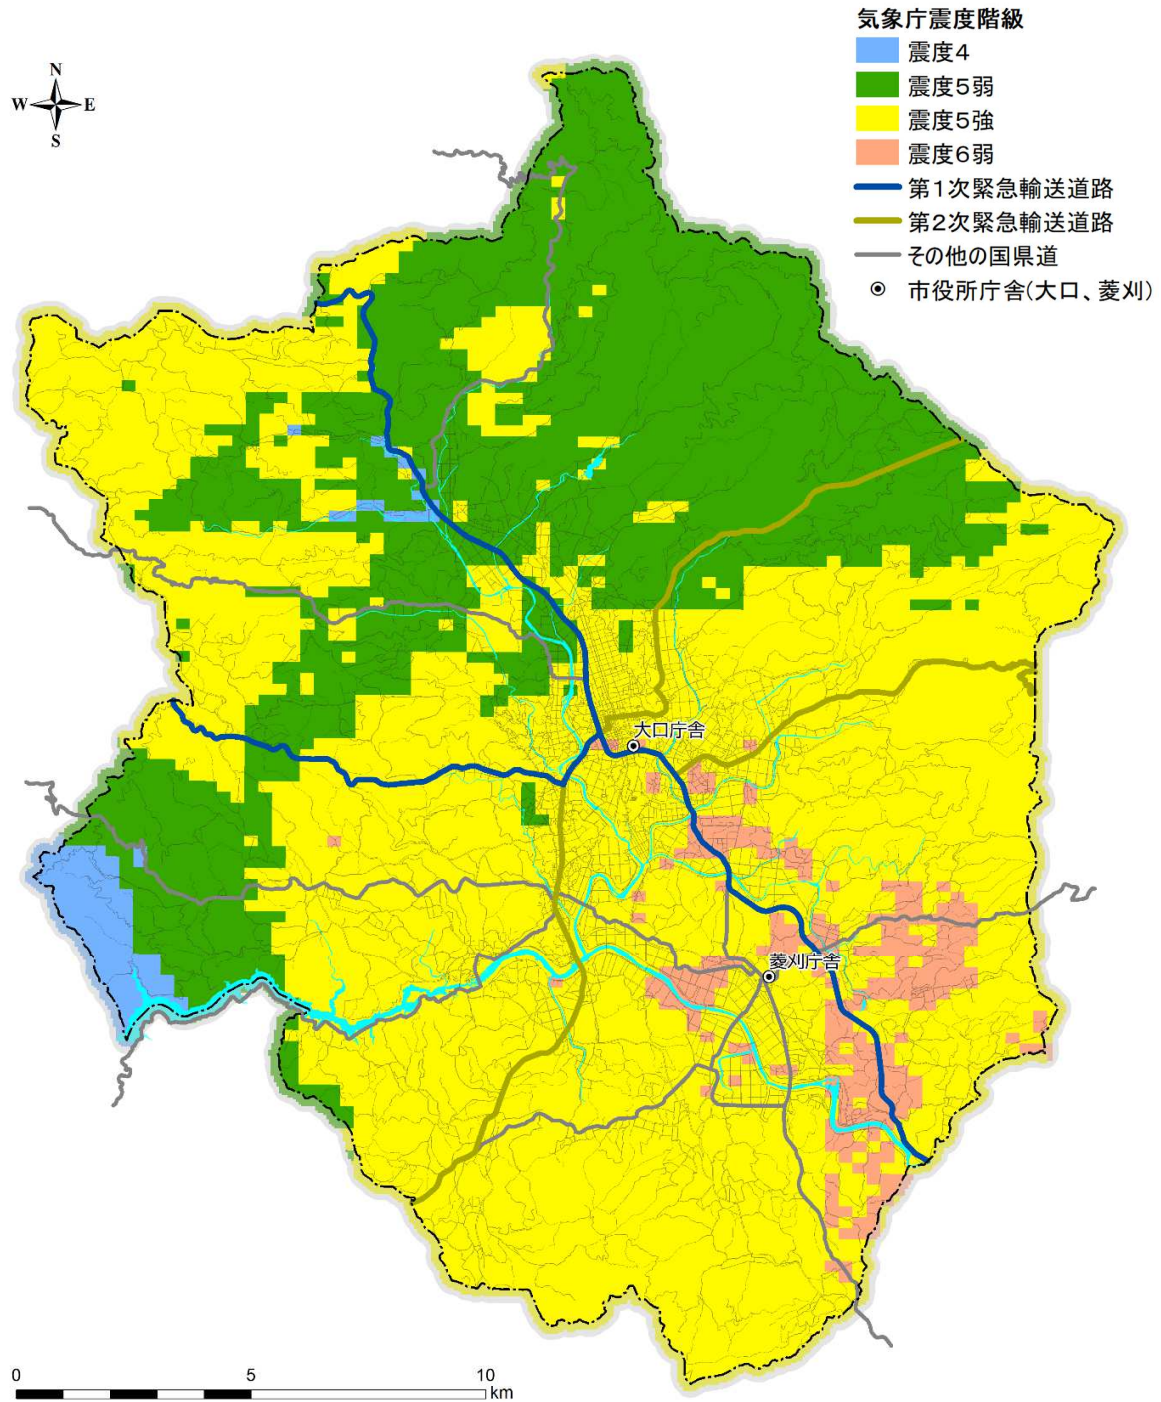 気象庁震度階級
震度4
震度5弱
震度5強
震度6弱
第1次緊急輸送道路
第2次緊急輸送道路
その他の国県道
市役所庁舎(大口、菱刈)
N
W E
S
大口庁舎
菱刈庁舎
0 5 10
km